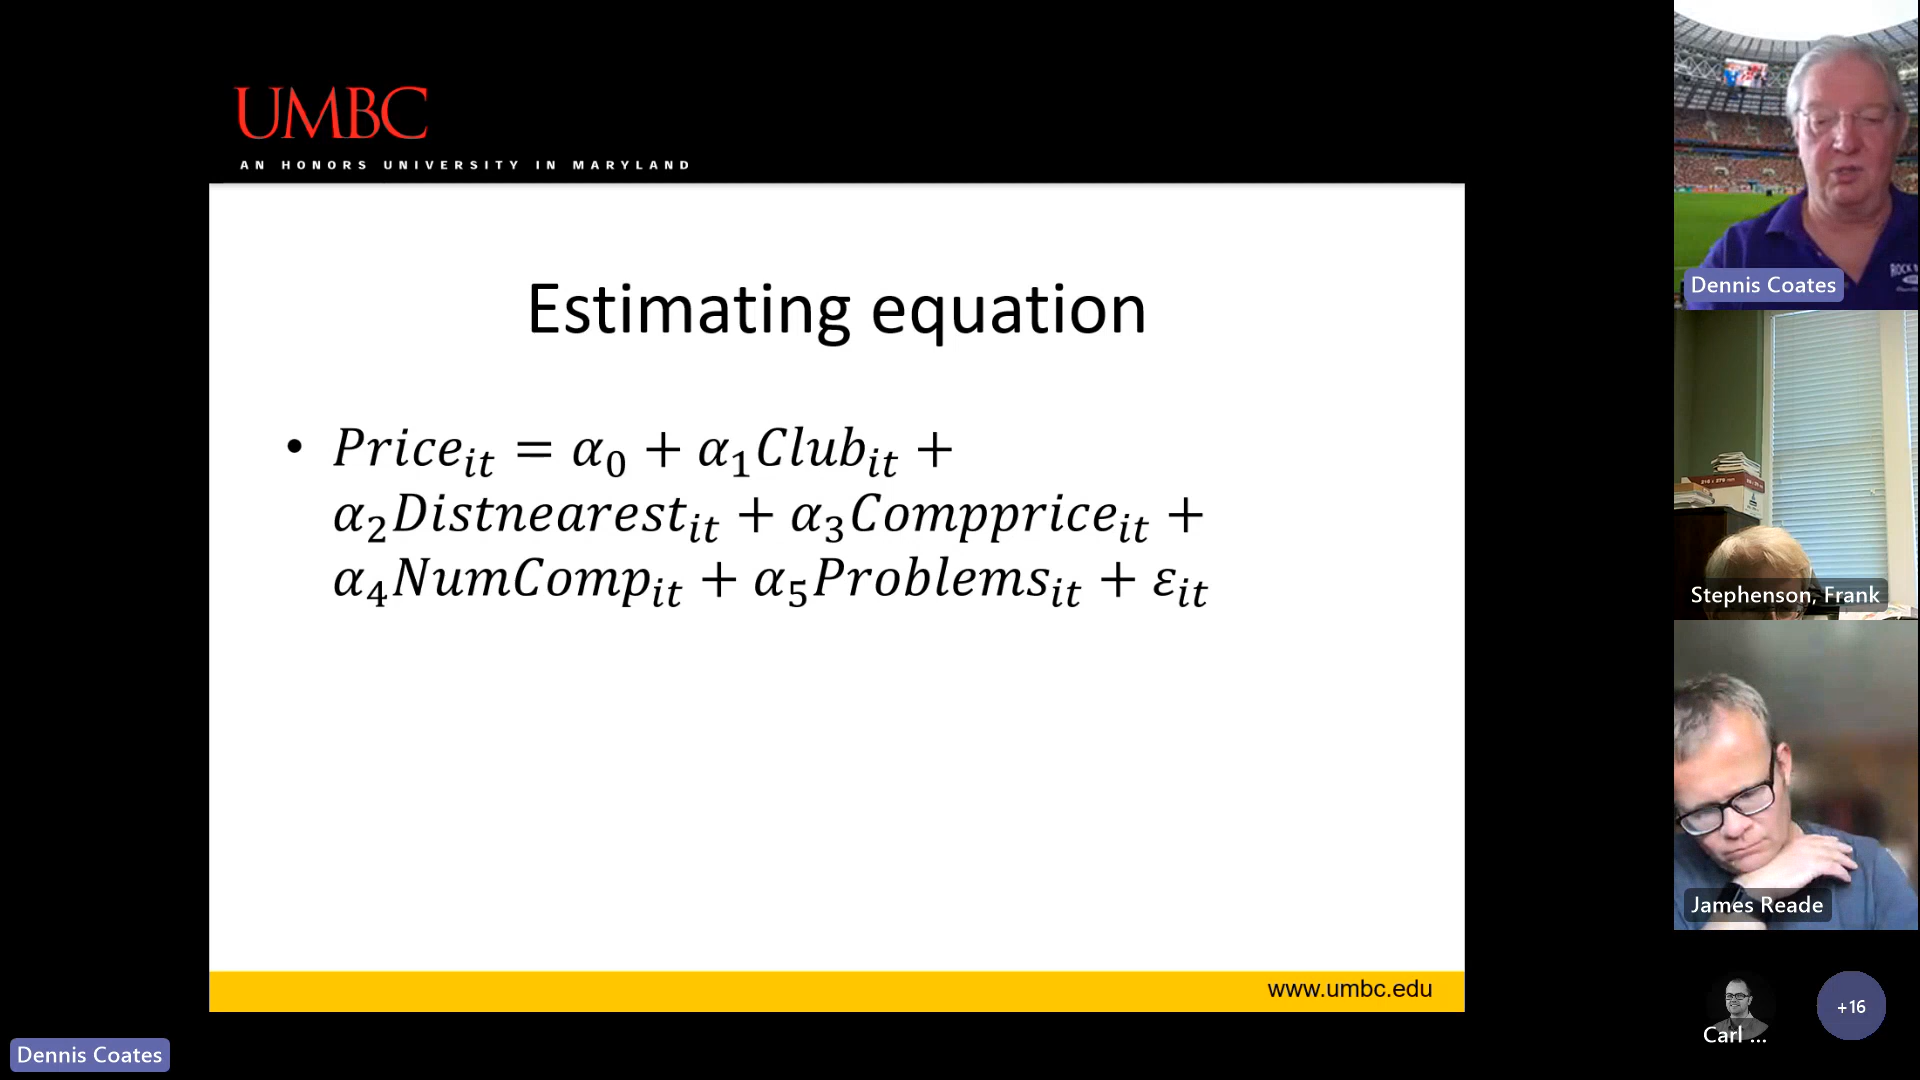 UMBC
AN HONORS UNIVERSITY IN MARYLAND
Estimating equation
• Price_it = α_0 + α_1Club_it +
α_2Distnearest_it + α_3Compprice_it +
α_4NumComp_it + α_5Problems_it + ε_it
www.umbc.edu
Dennis Coates
Dennis Coates
Stephenson, Frank
James Reade
Carl ...
+16